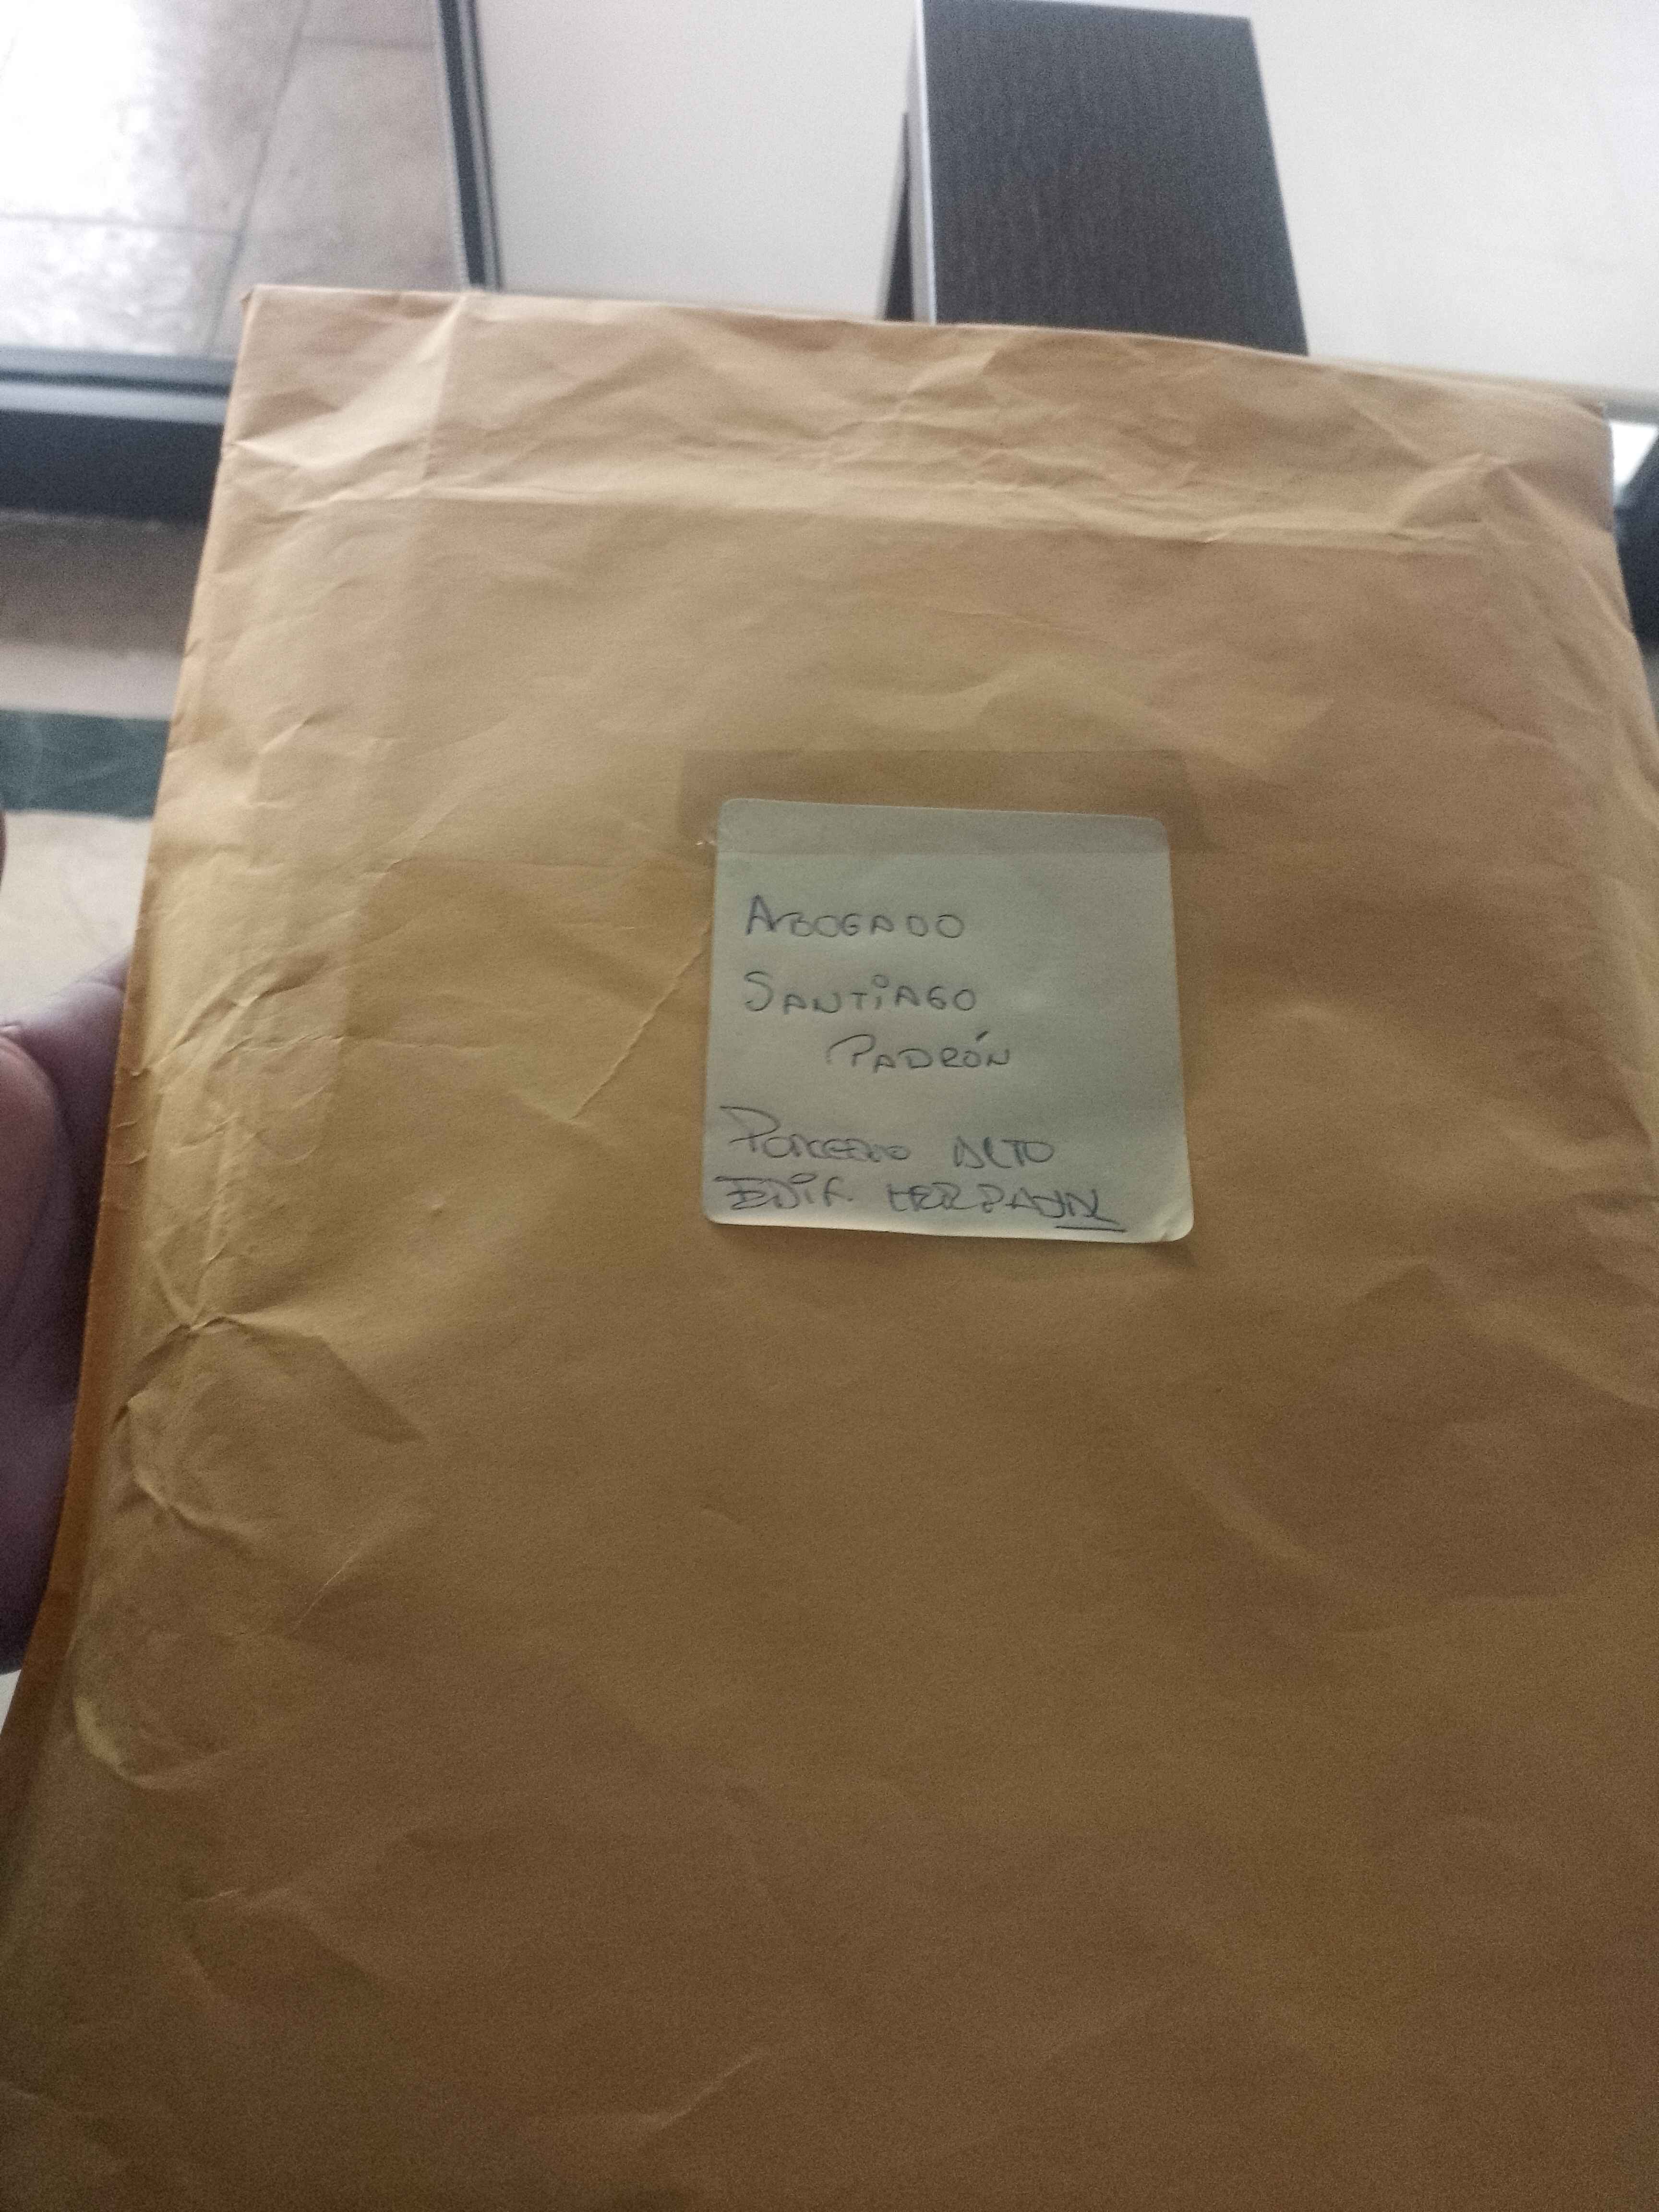 ABOGADO
SANTIAGO
PADRÓN
ALTO
EDIF.